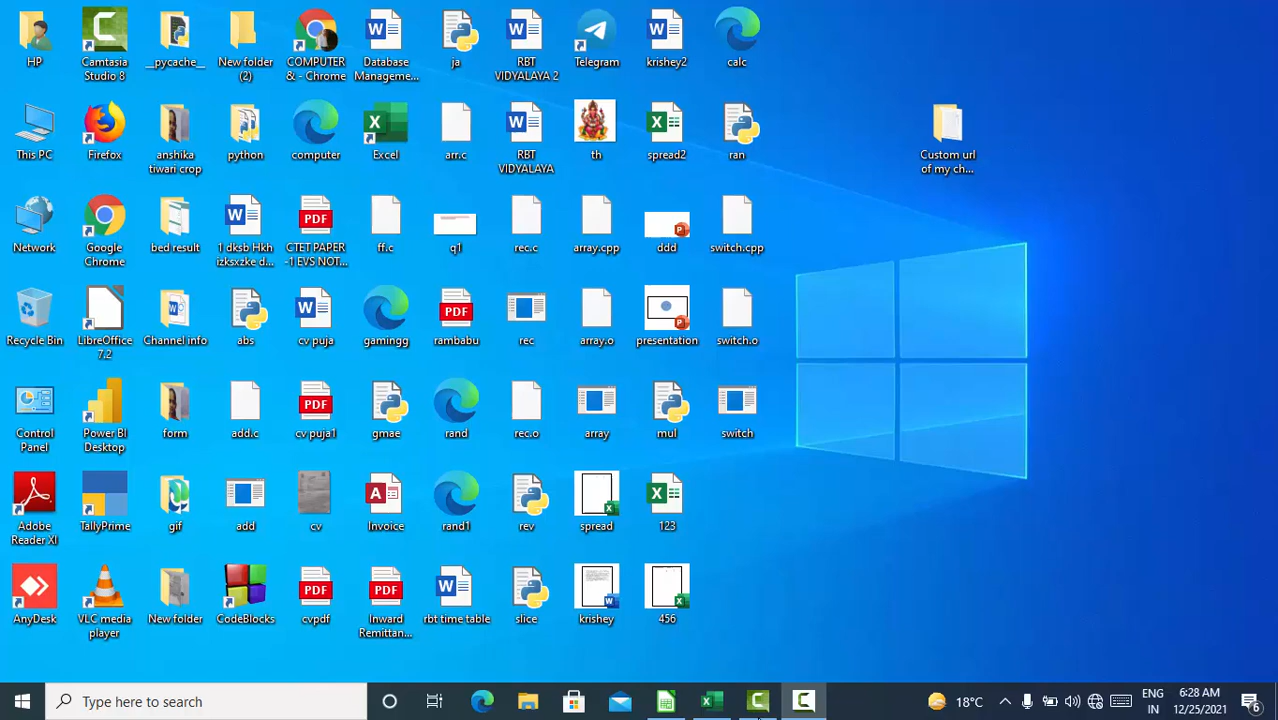 HP
Camtasia
Studio 8
__pycache__
New folder
(2)
COMPUTER
& - Chrome
Database
Manageme...
ja
RBT
VIDYALAYA 2
Telegram
krishey2
calc
This PC
Firefox
anshika
tiwari crop
python
computer
Excel
arr.c
RBT
VIDYALAYA
th
spread2
ran
Custom url
of my ch...
Network
Google
Chrome
bed result
1 dksb Hkh
izksxzke d...
CTET PAPER
-1 EVS NOT...
ff.c
q1
rec.c
array.cpp
ddd
switch.cpp
Recycle Bin
LibreOffice
7.2
Channel info
abs
cv puja
gamingg
rambabu
rec
array.o
presentation
switch.o
Control
Panel
Power BI
Desktop
form
add.c
cv puja1
gmae
rand
rec.o
array
mul
switch
Adobe
Reader XI
TallyPrime
gif
add
cv
Invoice
rand1
rev
spread
123
AnyDesk
VLC media
player
New folder
CodeBlocks
cvpdf
Inward
Remittan...
rbt time table
slice
krishey
456
Type here to search
18°C
ENG
IN
6:28 AM
12/25/2021
6